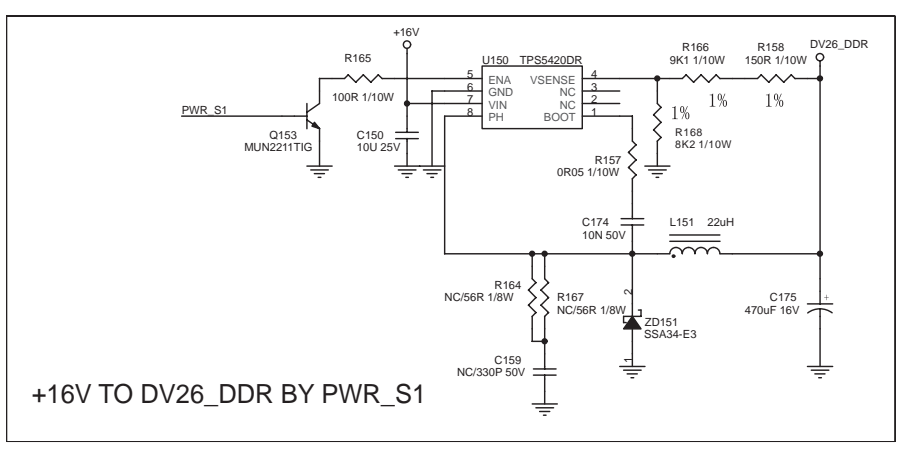 +16V
R165
100R 1/10W
PWR_S1
Q153
MUN2211TIG
C150
10U 25V
U150 TPS5420DR
5 ENA VSENSE 4
6 GND NC 3
7 VIN NC 2
8 PH BOOT 1
R166
9K1 1/10W
1%
R158
150R 1/10W
1%
DV26_DDR
1%
R168
8K2 1/10W
R157
0R05 1/10W
C174
10N 50V
L151 22uH
R164
NC/56R 1/8W
R167
NC/56R 1/8W
2
ZD151
SSA34-E3
1
C175
470uF 16V
+
C159
NC/330P 50V
+16V TO DV26_DDR BY PWR_S1